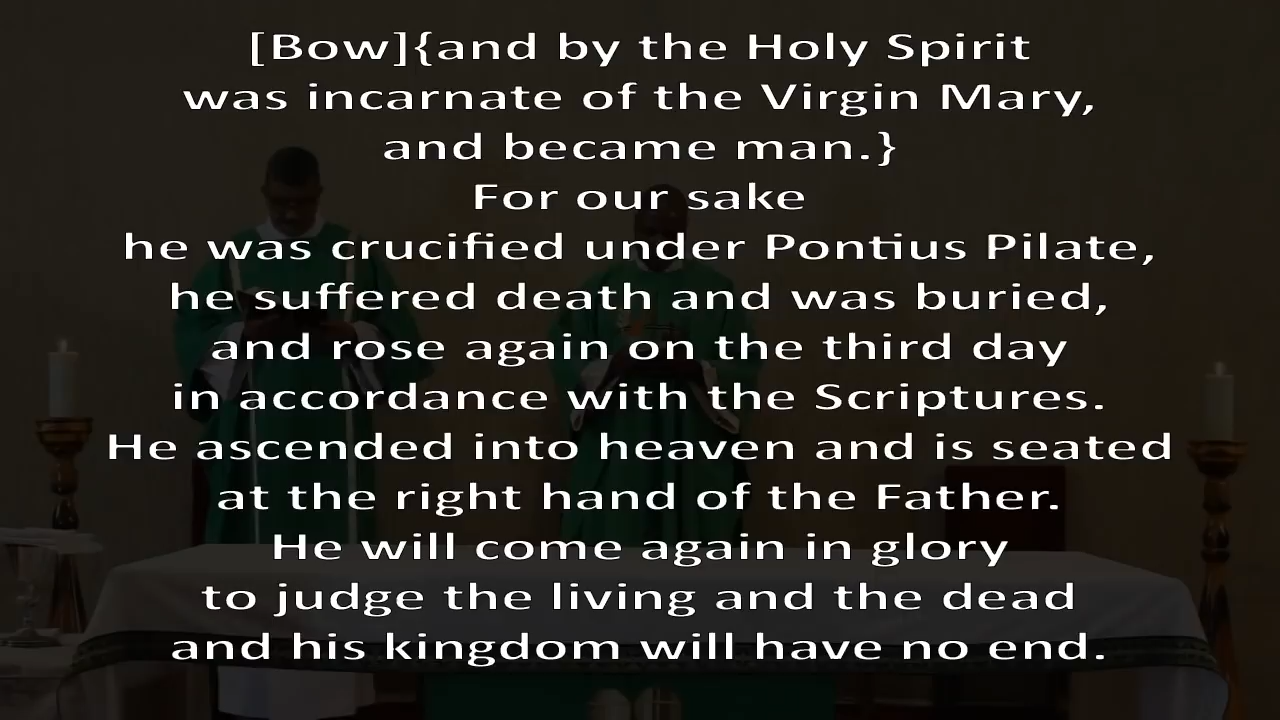 [Bow]{and by the Holy Spirit
was incarnate of the Virgin Mary,
and became man.}
For our sake
he was crucified under Pontius Pilate,
he suffered death and was buried,
and rose again on the third day
in accordance with the Scriptures.
He ascended into heaven and is seated
at the right hand of the Father.
He will come again in glory
to judge the living and the dead
and his kingdom will have no end.